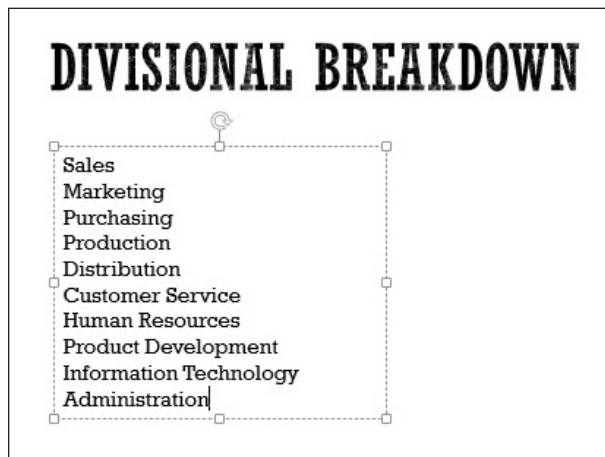 DIVISIONAL BREAKDOWN
Sales
Marketing
Purchasing
Production
Distribution
Customer Service
Human Resources
Product Development
Information Technology
Administration